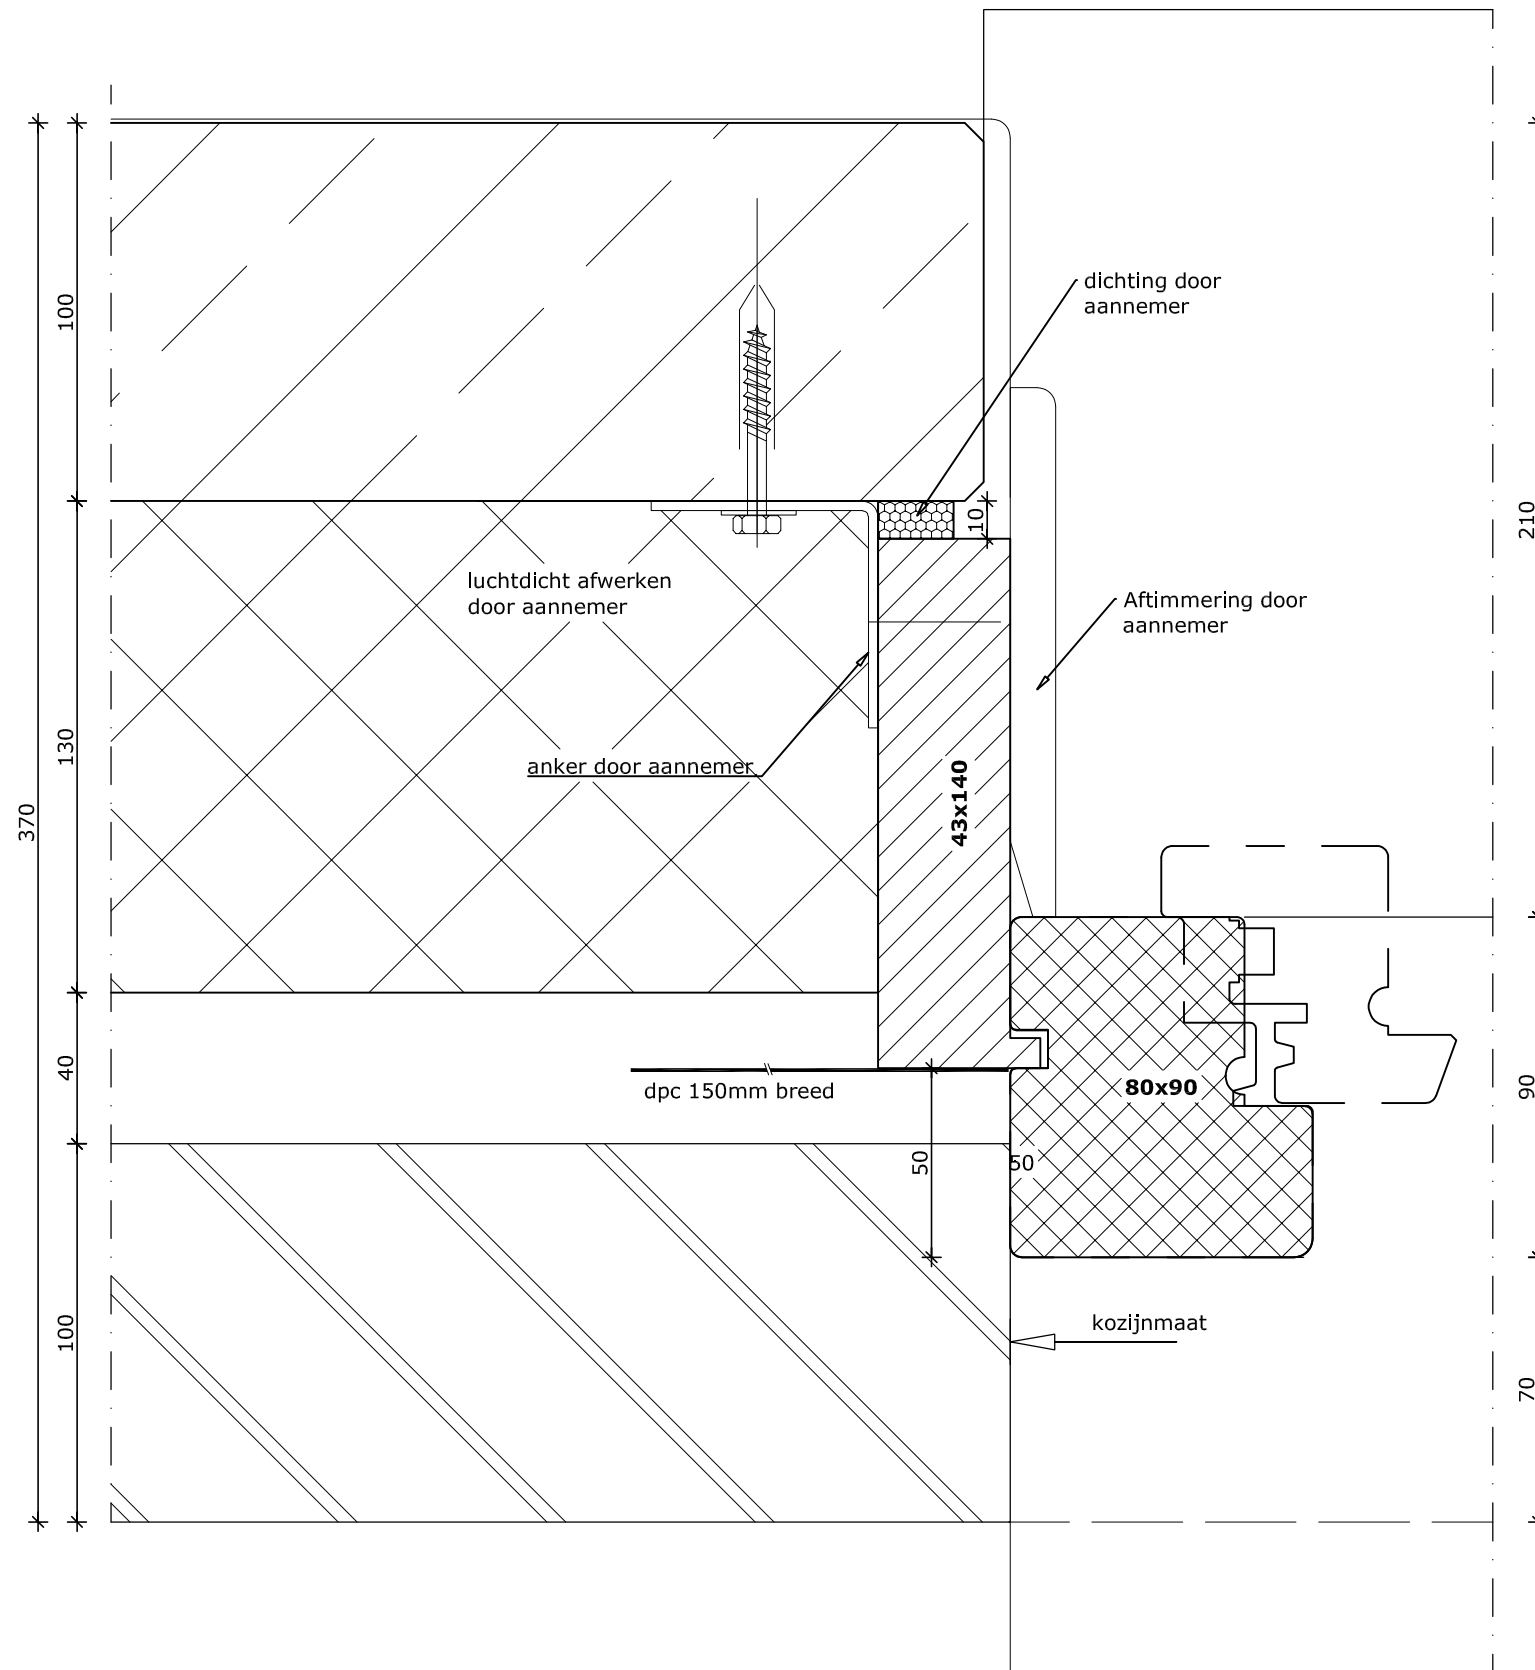 dichting door
aannemer
100
10
210
luchtdicht afwerken
door aannemer
Aftimmering door
aannemer
130
anker door aannemer
43x140
370
40
dpc 150mm breed
80x90
90
50
50
kozijnmaat
100
70